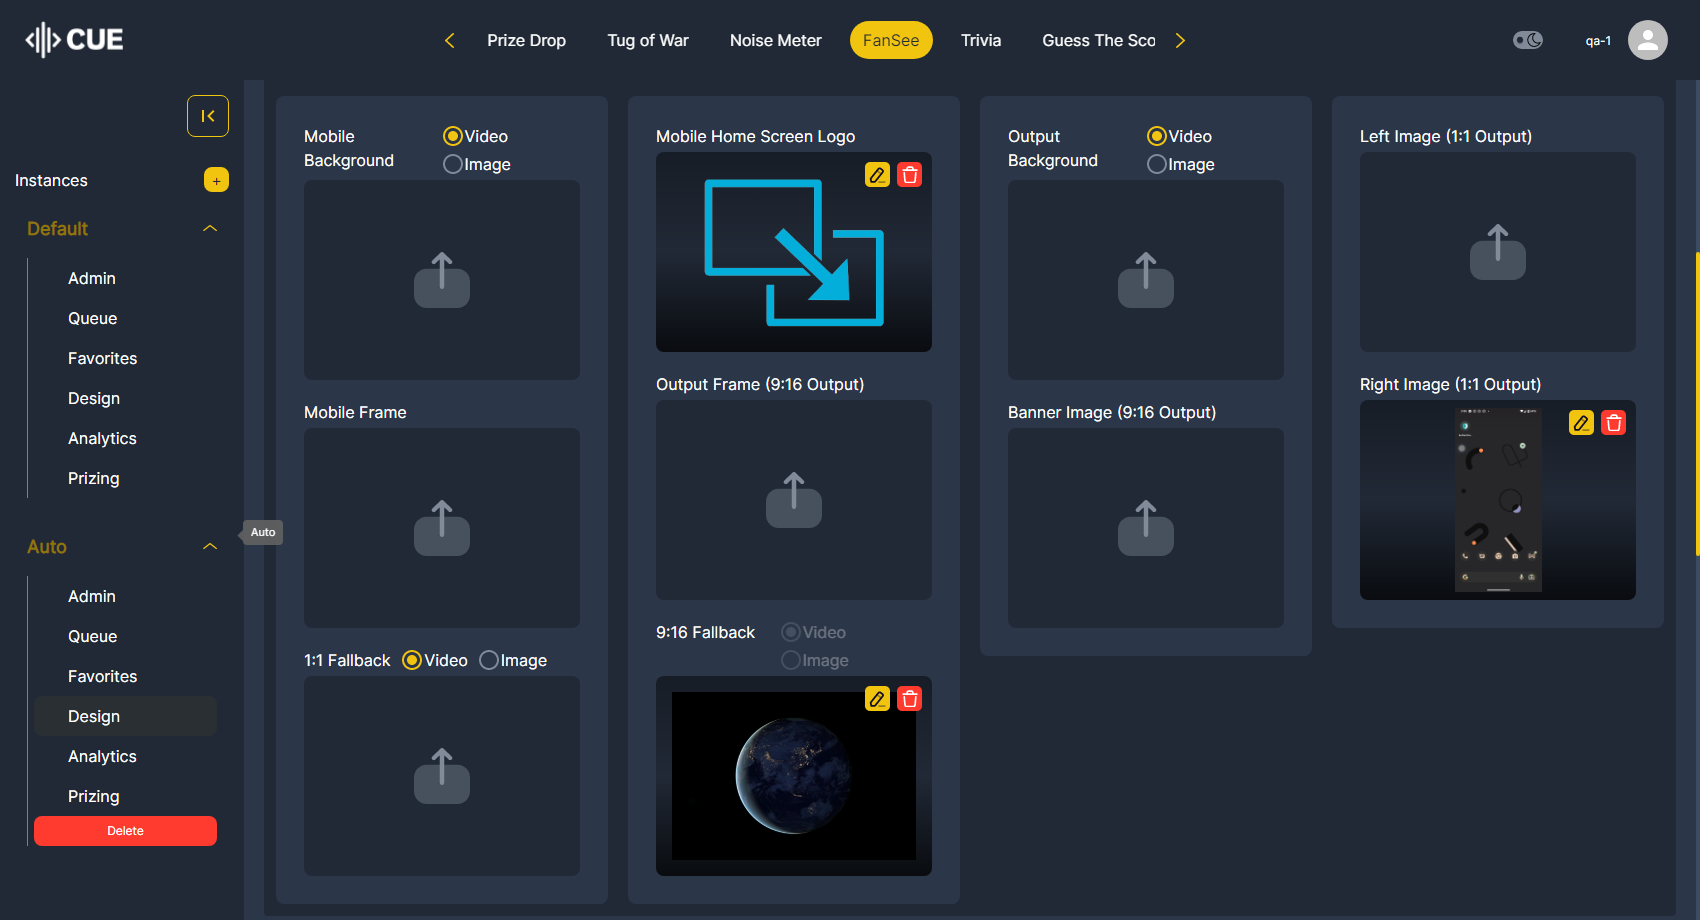 CUE
Prize Drop
Tug of War
Noise Meter
FanSee
Trivia
Guess The Sco
qa-1
Instances
+
Default
Admin
Queue
Favorites
Design
Analytics
Prizing
Auto
Auto
Admin
Queue
Favorites
Design
Analytics
Prizing
Delete
Mobile
Background
Video
Image
Mobile Frame
1:1 Fallback
Video
Image
Mobile Home Screen Logo
Output Frame (9:16 Output)
9:16 Fallback
Video
Image
Output
Background
Video
Image
Banner Image (9:16 Output)
Left Image (1:1 Output)
Right Image (1:1 Output)